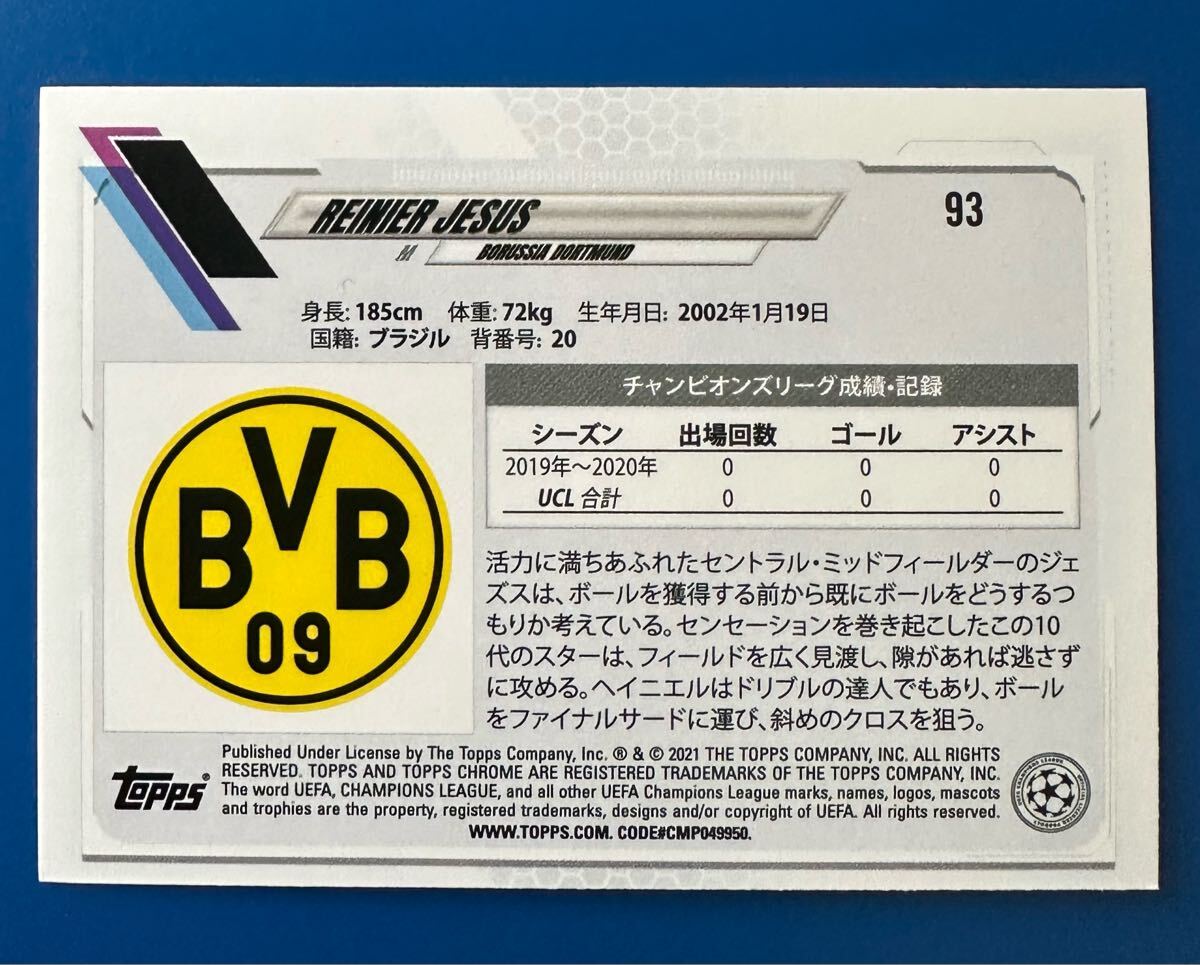 REINIER JESUS
93
M
BORUSSIA DORTMUND
身長: 185cm 体重: 72kg 生年月日: 2002年1月19日
国籍: ブラジル 背番号: 20
チャンピオンズリーグ成績・記録
シーズン 出場回数 ゴール アシスト
2019年〜2020年 0 0 0
UCL 合計 0 0 0
BVB
09
活力に満ちあふれたセントラル・ミッドフィールダーのジェ
ズスは、ボールを獲得する前から既にボールをどうするつ
もりか考えている。センセーションを巻き起こしたこの10
代のスターは、フィールドを広く見渡し、隙があれば逃さず
に攻める。ヘイニエルはドリブルの達人でもあり、ボール
をファイナルサードに運び、斜めのクロスを狙う。
topps®
Published Under License by The Topps Company, Inc. ® & © 2021 THE TOPPS COMPANY, INC. ALL RIGHTS
RESERVED. TOPPS AND TOPPS CHROME ARE REGISTERED TRADEMARKS OF THE TOPPS COMPANY, INC.
The word UEFA, CHAMPIONS LEAGUE, and all other UEFA Champions League marks, names, logos, mascots
and trophies are the property, registered trademarks, designs and/or copyright of UEFA. All rights reserved.
WWW.TOPPS.COM. CODE#CMP049950.